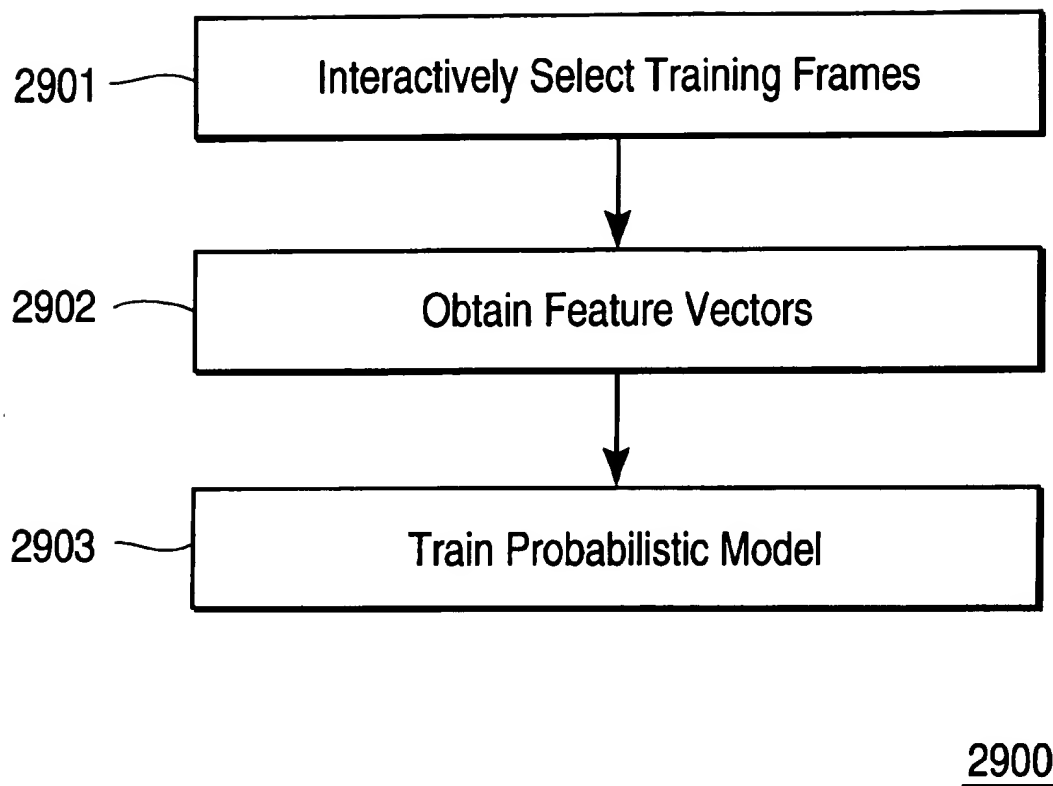 2901
Interactively Select Training Frames
2902
Obtain Feature Vectors
2903
Train Probabilistic Model
2900